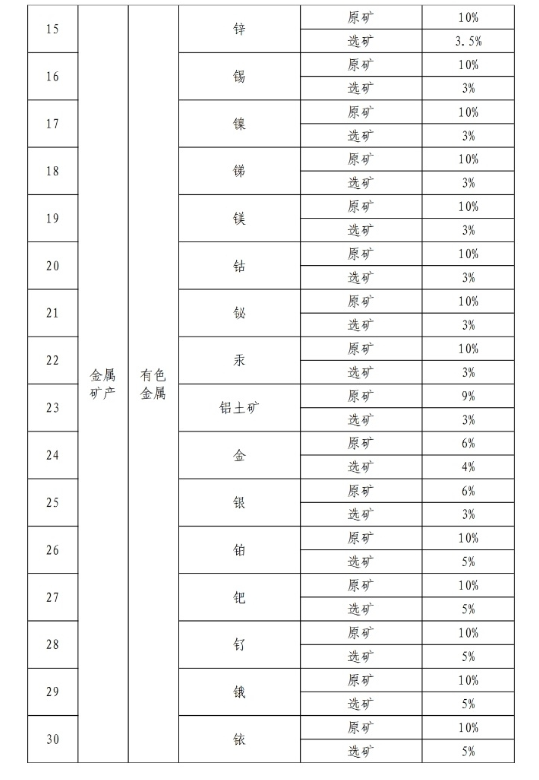 15 锌 原矿 10%
选矿 3.5%
16 锡 原矿 10%
选矿 3%
17 镍 原矿 10%
选矿 3%
18 锑 原矿 10%
选矿 3%
19 镁 原矿 10%
选矿 3%
20 钴 原矿 10%
选矿 3%
21 铋 原矿 10%
选矿 3%
22 汞 原矿 10%
选矿 3%
金属矿产 有色金属
23 铝土矿 原矿 9%
选矿 3%
24 金 原矿 6%
选矿 4%
25 银 原矿 6%
选矿 3%
26 铂 原矿 10%
选矿 5%
27 钯 原矿 10%
选矿 5%
28 钌 原矿 10%
选矿 5%
29 锇 原矿 10%
选矿 5%
30 铱 原矿 10%
选矿 5%